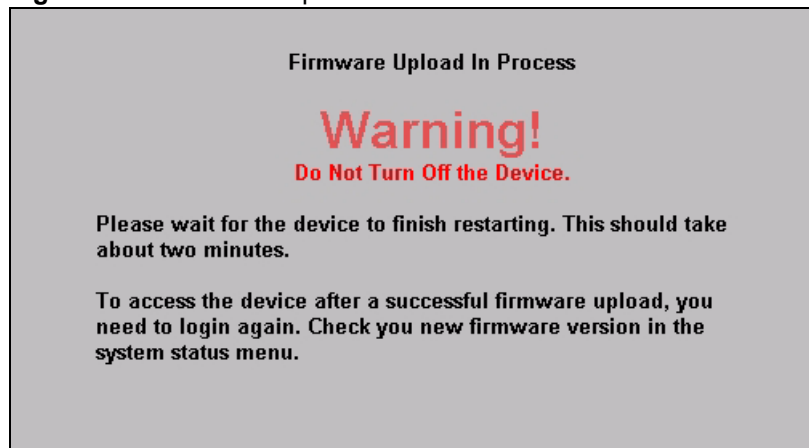 Firmware Upload In Process
Warning!
Do Not Turn Off the Device.
Please wait for the device to finish restarting. This should take
about two minutes.
To access the device after a successful firmware upload, you
need to login again. Check you new firmware version in the
system status menu.